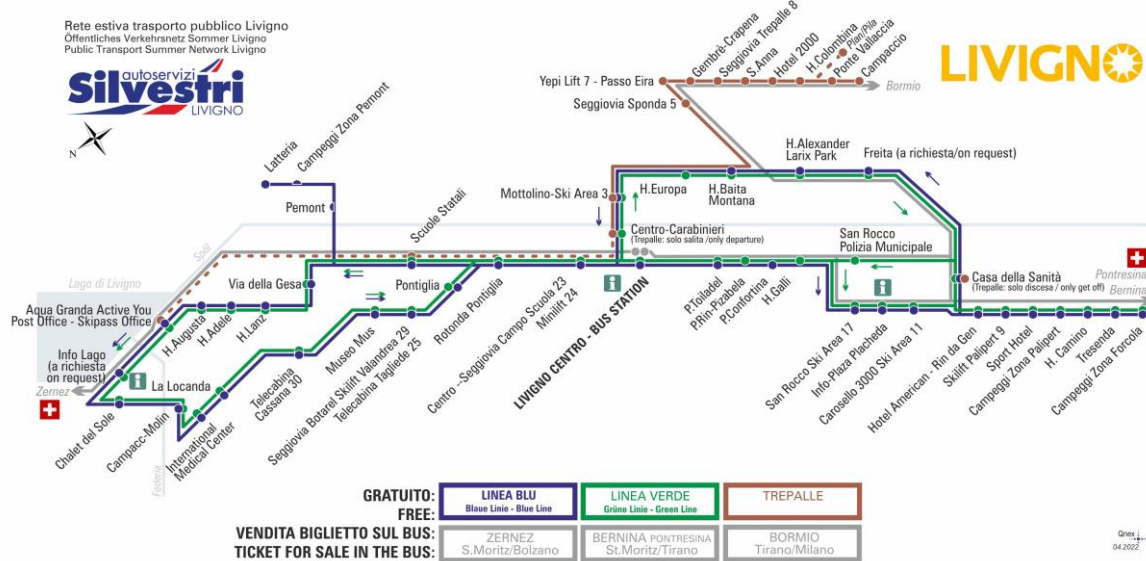 Rete estiva trasporto pubblico Livigno
Öffentliches Verkehrsnetz Sommer Livigno
Public Transport Summer Network Livigno
autoservizi
Silvestri
LIVIGNO
N
LIVIGNO
Yepi Lift 7 - Passo Eira
Gembrè-Crapena
Seggiovia Trepalle 8
S.Anna
Hotel 2000
H.Colombina
Plan/Pila
Ponte Vallaccia
Campaccio
Bormio
Seggiovia Sponda 5
Latteria
Campeggi Zona Pemont
Pemont
Scuole Statali
Mottolino-Ski Area 3
H.Europa
H.Baita
Montana
H.Alexander
Larix Park
Freita (a richiesta/on request)
Centro-Carabinieri
(Trepalle: solo salita /only departure)
San Rocco
Polizia Municipale
Casa della Sanità
(Trepalle: solo discesa / only get off)
Pontresina
Bernina
Spöl
Lago di Livigno
Via della Gesa
Pontiglia
Aqua Granda Active You
Post Office - Skipass Office
H.Augusta
H.Adele
H.Lanz
Info Lago
(a richiesta
on request)
Zernez
i
La Locanda
Chalet del Sole
Campacc-Molin
Federia
International
Medical Center
Telecabina
Cassana 30
Museo Mus
Seggiovia Botarel Skilift Valandrea 29
Telecabina Tagliede 25
Rotonda Pontiglia
Centro --Seggiovia Campo Scuola 23
Minilift 24
i
LIVIGNO CENTRO - BUS STATION
P.Toiladel
P.Rin-Pizabela
P.Confortina
H.Galli
i
San Rocco Ski Area 17
Info-Plaza Placheda
Carosello 3000 Ski Area 11
Hotel American - Rin da Gen
Skilift Palipert 9
Sport Hotel
Campeggi Zona Palipert
H. Camino
Tresenda
Campeggi Zona Forcola
GRATUITO:
FREE:
LINEA BLU
Blaue Linie - Blue Line
LINEA VERDE
Grüne Linie - Green Line
TREPALLE
VENDITA BIGLIETTO SUL BUS:
TICKET FOR SALE IN THE BUS:
ZERNEZ
S.Moritz/Bolzano
BERNINA PONTRESINA
St.Moritz/Tirano
BORMIO
Tirano/Milano
Qnex
04.2022